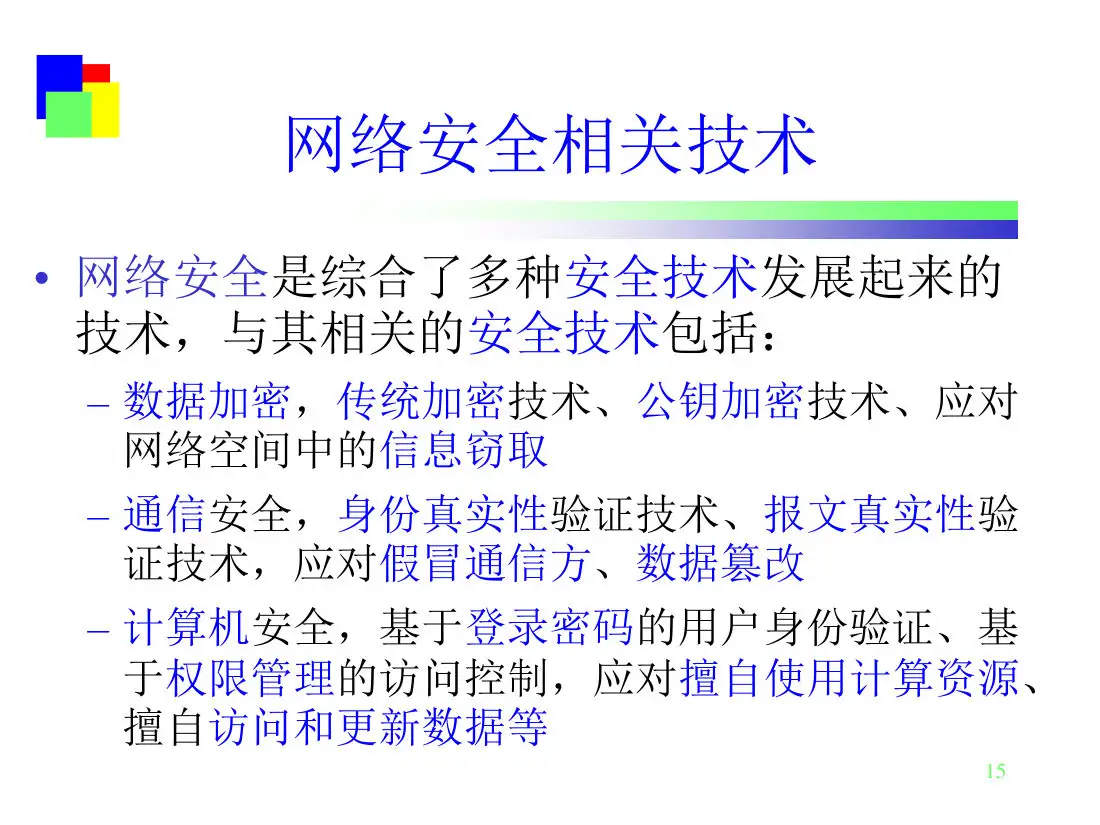 网络安全相关技术
• 网络安全是综合了多种安全技术发展起来的
技术，与其相关的安全技术包括：
– 数据加密，传统加密技术、公钥加密技术、应对
网络空间中的信息窃取
– 通信安全，身份真实性验证技术、报文真实性验
证技术，应对假冒通信方、数据篡改
– 计算机安全，基于登录密码的用户身份验证、基
于权限管理的访问控制，应对擅自使用计算资源、
擅自访问和更新数据等
15